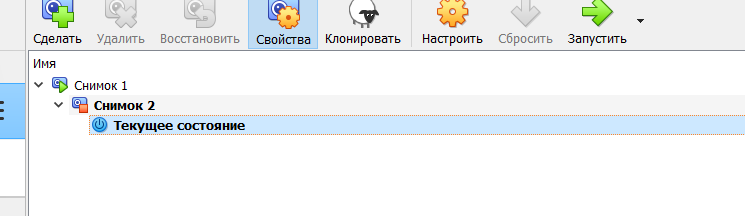 Сделать Удалить Восстановить Свойства Клонировать Настроить Сбросить Запустить
Имя
Снимок 1
Снимок 2
Текущее состояние